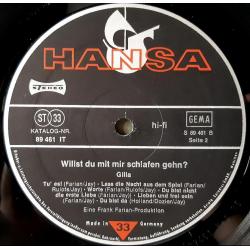 HANSA
STEREO
hi-fi
ST 33
KATALOG-NR.
89 461 IT
GEMA
S 89 461 B
Seite 2
Willst du mit mir schlafen gehn?
Gilla
Tu' es! (Farian/Jay) - Lass die Nacht aus dem Spiel (Farian/
Rulofs/Jay) - Worte (Farian/Rulofs/Jay) - Du bist nicht
die erste Liebe (Farian/Jay) - Lieben und frei sein
(Farian/Jay) - Du bist da (Holland/Dozier/Jay)
Eine Frank Farian-Produktion
Made in 33 Germany